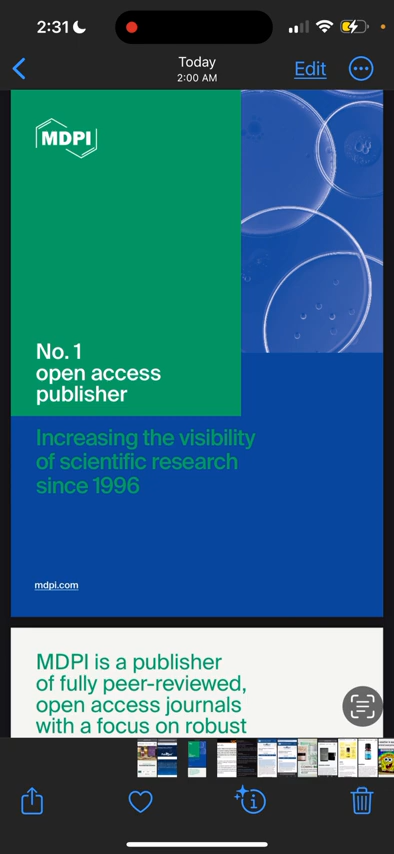 2:31
Today
2:00 AM
Edit
MDPI
No. 1
open access
publisher
Increasing the visibility
of scientific research
since 1996
mdpi.com
MDPI is a publisher
of fully peer-reviewed,
open access journals
with a focus on robust